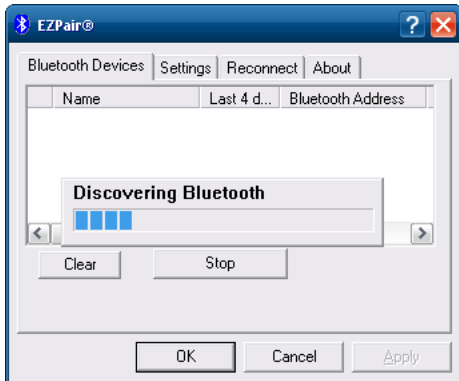 EZPair®
Bluetooth Devices Settings Reconnect About
Name Last 4 d... Bluetooth Address
Discovering Bluetooth
Clear Stop
OK Cancel Apply